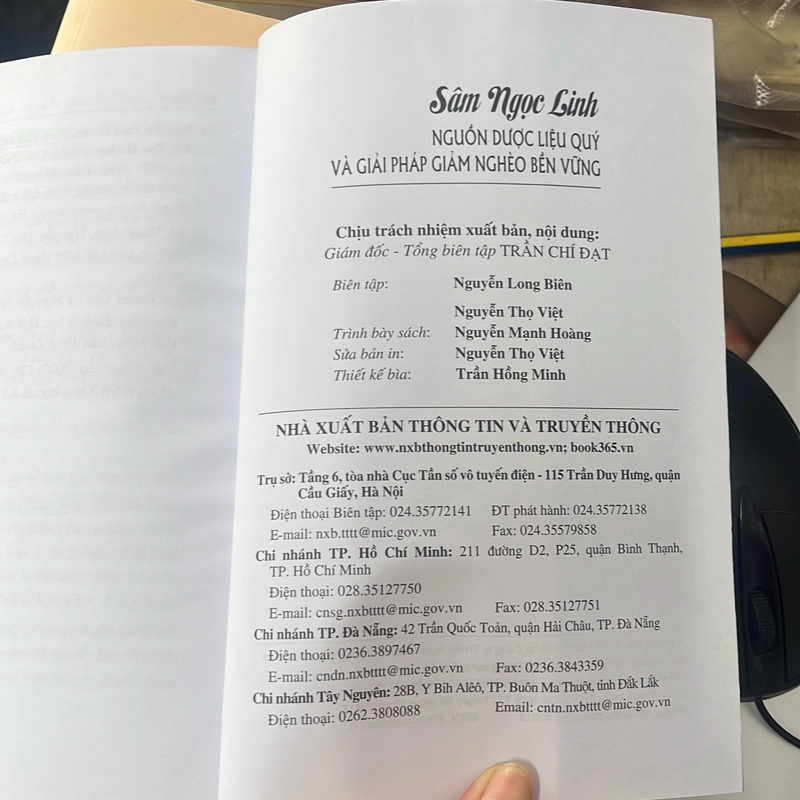 Sâm Ngọc Linh
NGUỒN DƯỢC LIỆU QUÝ
VÀ GIẢI PHÁP GIẢM NGHÈO BỀN VỮNG
Chịu trách nhiệm xuất bản, nội dung:
Giám đốc - Tổng biên tập TRẦN CHÍ ĐẠT
Biên tập: Nguyễn Long Biên
Nguyễn Thọ Việt
Trình bày sách: Nguyễn Mạnh Hoàng
Sửa bản in: Nguyễn Thọ Việt
Thiết kế bìa: Trần Hồng Minh
NHÀ XUẤT BẢN THÔNG TIN VÀ TRUYỀN THÔNG
Website: www.nxbthongtintruyenthong.vn; book365.vn
Trụ sở: Tầng 6, tòa nhà Cục Tần số vô tuyến điện - 115 Trần Duy Hưng, quận
Cầu Giấy, Hà Nội
Điện thoại Biên tập: 024.35772141 ĐT phát hành: 024.35772138
E-mail: nxb.tttt@mic.gov.vn Fax: 024.35579858
Chi nhánh TP. Hồ Chí Minh: 211 đường D2, P25, quận Bình Thạnh,
TP. Hồ Chí Minh
Điện thoại: 028.35127750
E-mail: cnsg.nxbtttt@mic.gov.vn Fax: 028.35127751
Chi nhánh TP. Đà Nẵng: 42 Trần Quốc Toản, quận Hải Châu, TP. Đà Nẵng
Điện thoại: 0236.3897467
E-mail: cndn.nxbtttt@mic.gov.vn Fax: 0236.3843359
Chi nhánh Tây Nguyên: 28B, Y Bih Alêô, TP. Buôn Ma Thuột, tỉnh Đắk Lắk
Điện thoại: 0262.3808088 Email: cntn.nxbtttt@mic.gov.vn